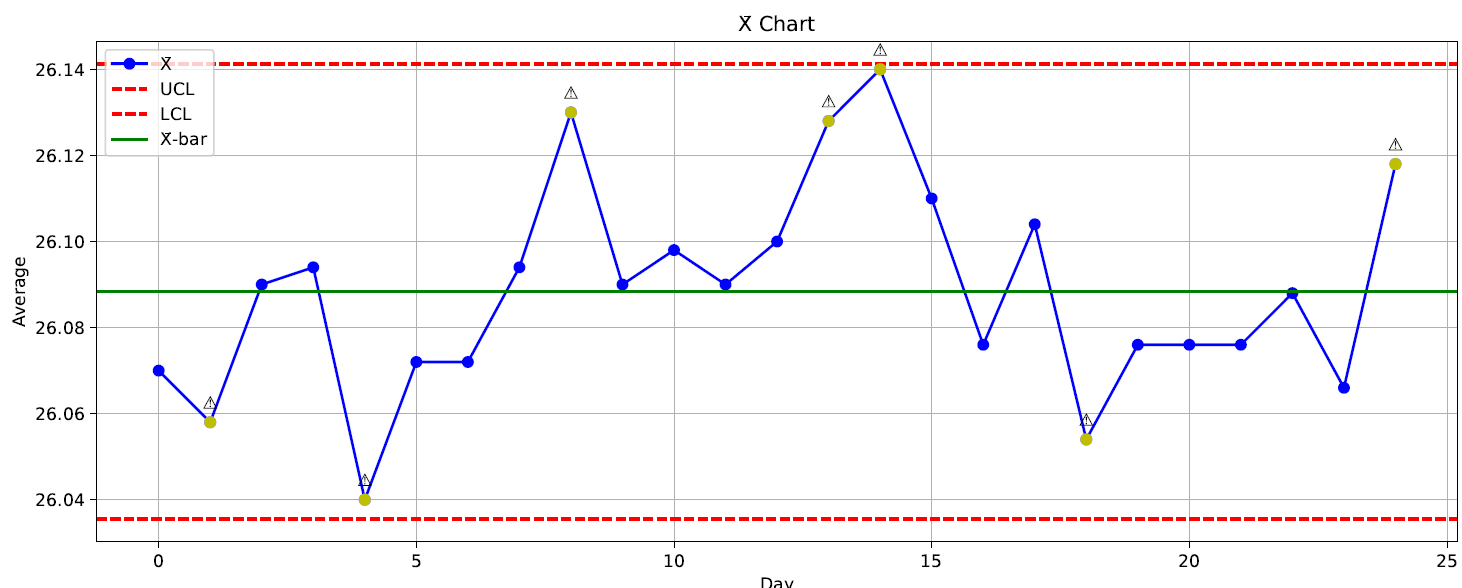 X̄ Chart
X̄
UCL
LCL
X̄-bar
Average
26.14
26.12
26.10
26.08
26.06
26.04
0 5 10 15 20 25
Day